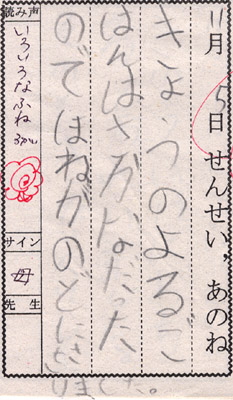 11月5日 せんせい、あのね
きょうのよるご
はんはさかなだった
のではねがのどにささ
りました。
読み声
いろいろなふね
サイン
母
先生